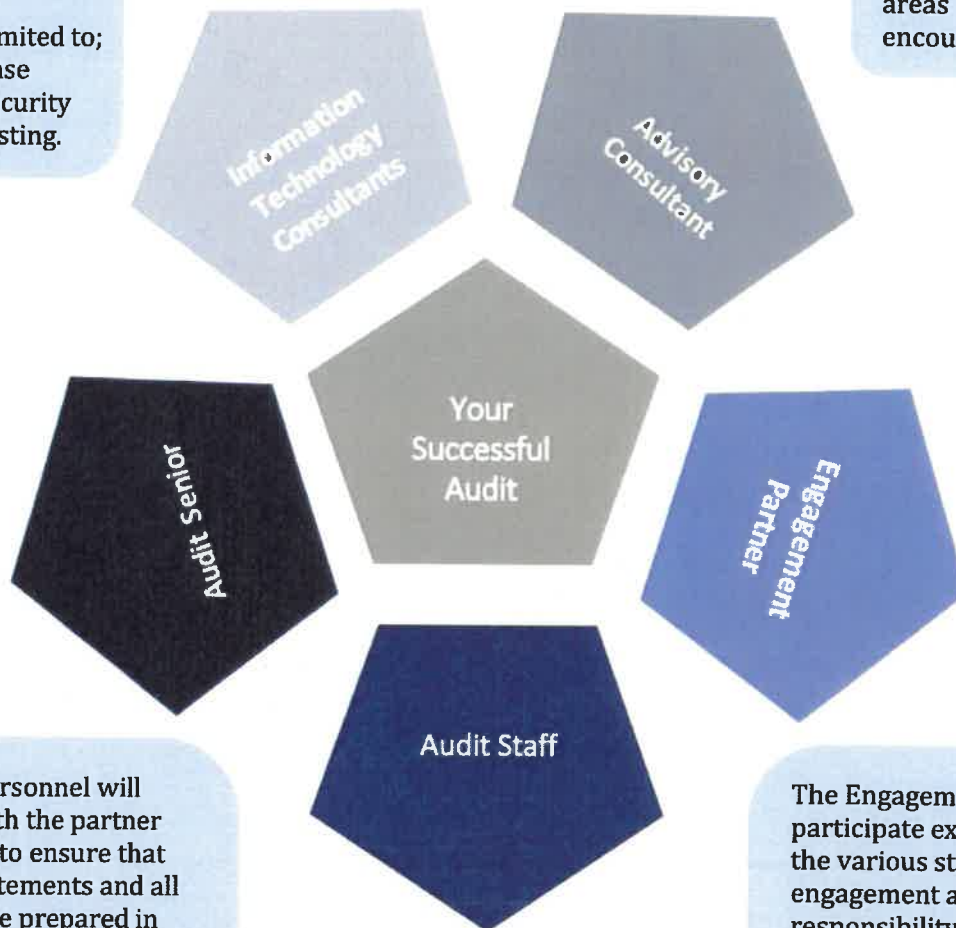 mited to;
curity
sting.
areas
encou
Information
Technology
Consultants
Advisory
Consultant
Your
Successful
Audit
Audit Senior
Engagement
Partner
Audit Staff
rsonnel will
th the partner
to ensure that
tements and all
e prepared in
The Engagem
participate ex
the various st
engagement a
responsibility